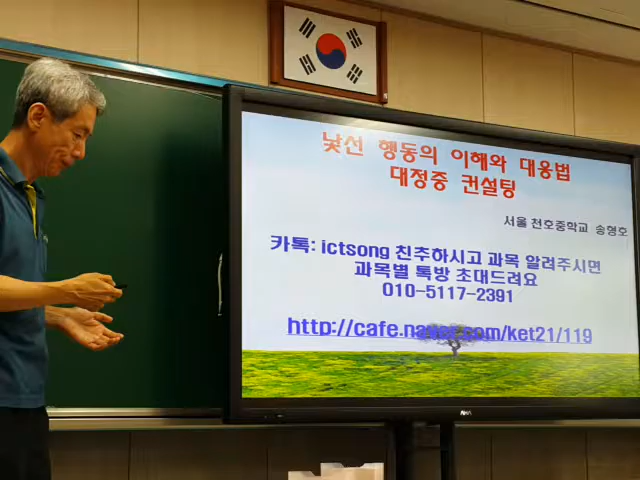 낯선 행동의 이해와 대응법
대정중 컨설팅
서울 천호중학교 송형호
카톡: ictsong 친추하시고 과목 알려주시면
과목별 톡방 초대드려요
010-5117-2391
http://cafe.naver.com/ket21/119